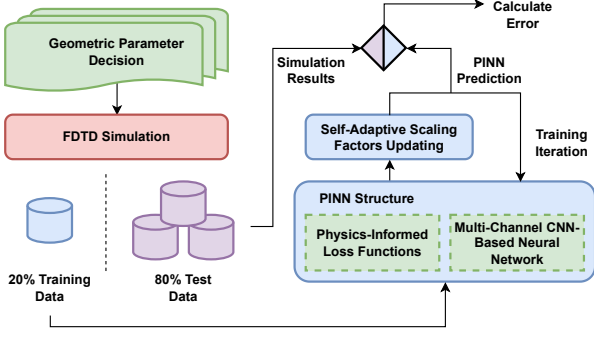 Geometric Parameter
Decision
FDTD Simulation
20% Training
Data
80% Test
Data
Simulation
Results
Calculate
Error
PINN
Prediction
Self-Adaptive Scaling
Factors Updating
Training
Iteration
PINN Structure
Physics-Informed
Loss Functions
Multi-Channel CNN-
Based Neural
Network